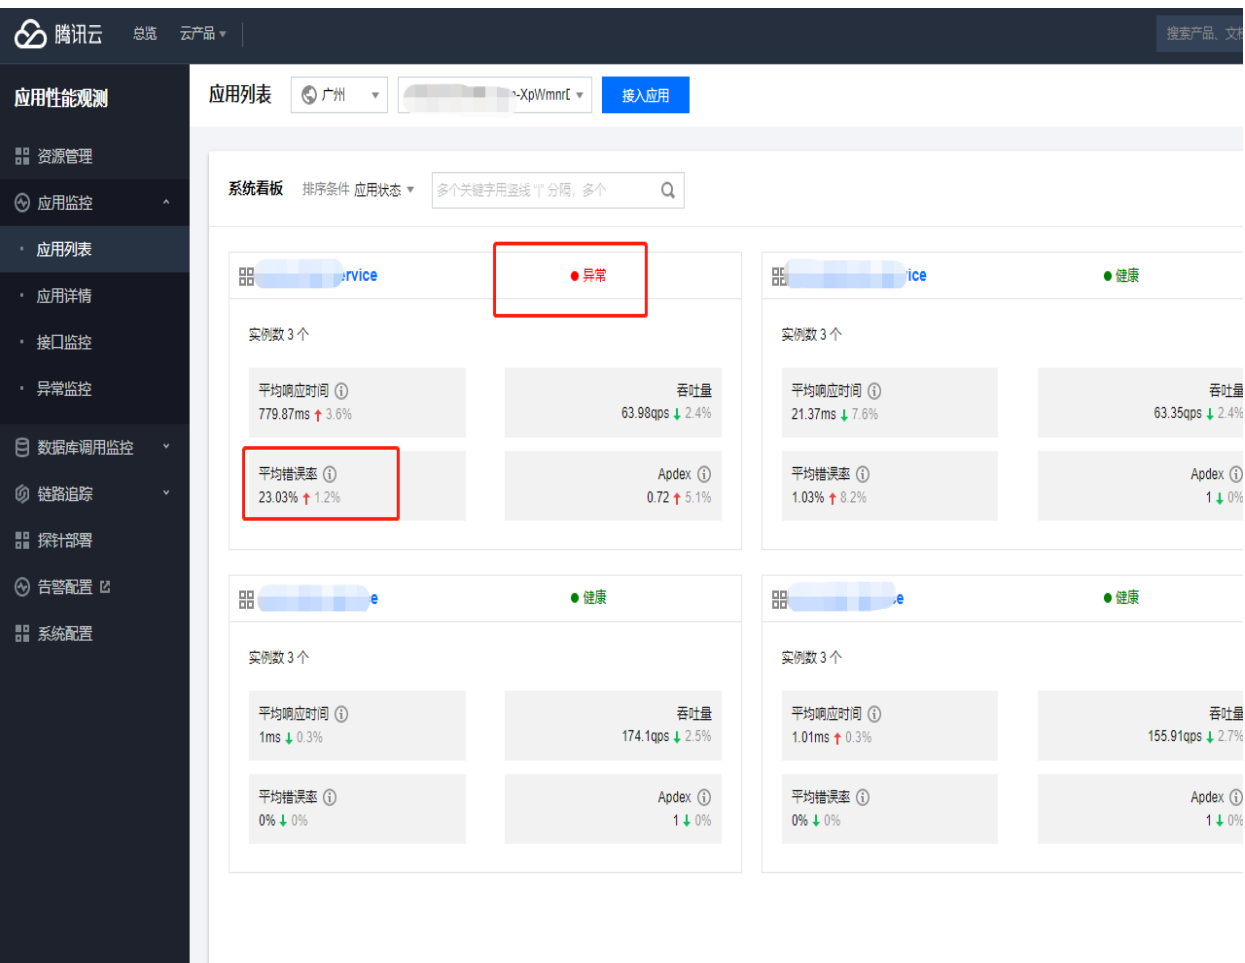 腾讯云 总览 云产品
搜索产品、文档
应用性能观测
资源管理
应用监控
应用列表
应用详情
接口监控
异常监控
数据库调用监控
链路追踪
探针部署
告警配置
系统配置
应用列表 广州 -XpWmnr 接入应用
系统看板 排序条件 应用状态 多个关键字用竖线 "|" 分隔，多个
ervice 异常
实例数 3 个
平均响应时间
779.87ms 3.6%
吞吐量
63.98qps 2.4%
平均错误率
23.03% 1.2%
Apdex
0.72 5.1%
ice 健康
实例数 3 个
平均响应时间
21.37ms 7.6%
吞吐量
63.35qps 2.4%
平均错误率
1.03% 8.2%
Apdex
1 0%
e 健康
实例数 3 个
平均响应时间
1ms 0.3%
吞吐量
174.1qps 2.5%
平均错误率
0% 0%
Apdex
1 0%
e 健康
实例数 3 个
平均响应时间
1.01ms 0.3%
吞吐量
155.91qps 2.7%
平均错误率
0% 0%
Apdex
1 0%